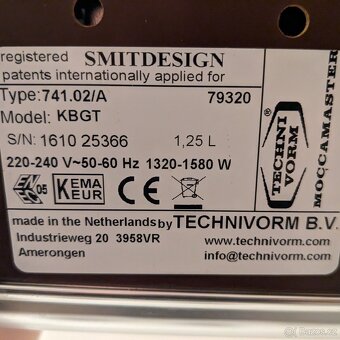 registered SMITDESIGN
patents internationally applied for
Type:741.02/A 79320
Model: KBGT
S/N: 1610 25366 1,25 L
220-240 V~50-60 Hz 1320-1580 W
TECHNI
VORM
MOCCAMASTER
05
KEMA
EUR
CE
made in the Netherlands by TECHNIVORM B.V.
Industrieweg 20 3958VR www.technivorm.com
Amerongen info@technivorm.com